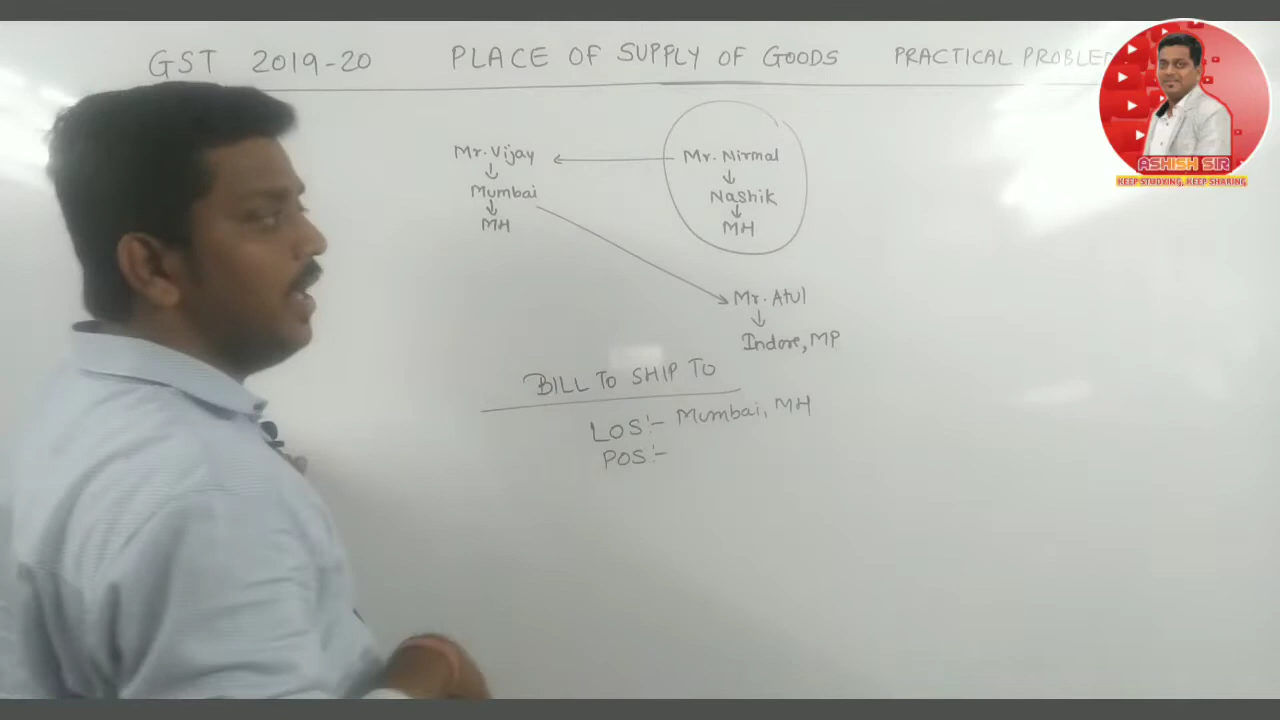 GST 2019-20 PLACE OF SUPPLY OF GOODS PRACTICAL
Mr. Vijay Mr. Nirmal
Mumbai Nashik
MH MH
Mr. Atul
Indore, MP
BILL TO SHIP TO
LOS:- Mumbai, MH
POS:-
ASHISH SIR
KEEP STUDYING, KEEP SHARING